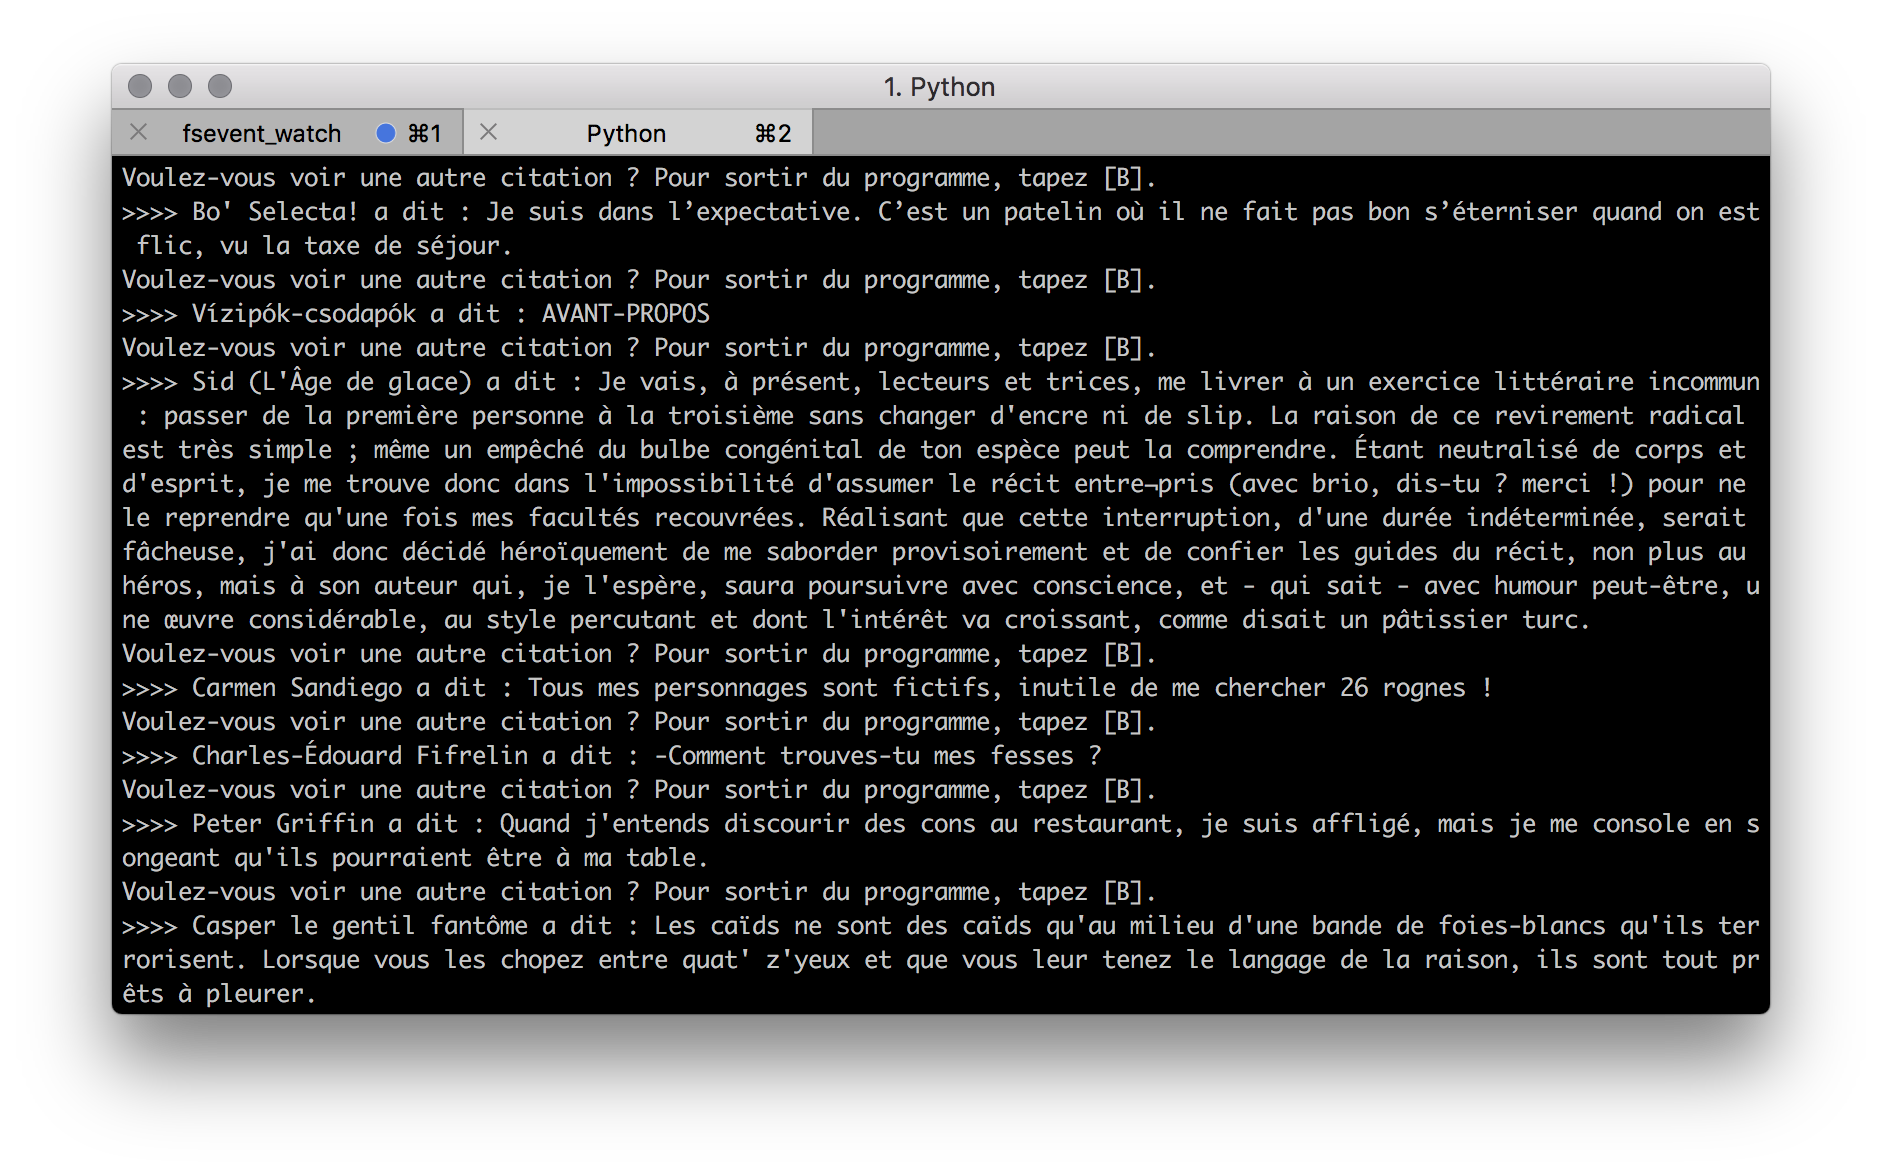 1. Python
fsevent_watch ⌘1 Python ⌘2
Voulez-vous voir une autre citation ? Pour sortir du programme, tapez [B].
>>>> Bo' Selecta! a dit : Je suis dans l’expectative. C’est un patelin où il ne fait pas bon s’éterniser quand on est
flic, vu la taxe de séjour.
Voulez-vous voir une autre citation ? Pour sortir du programme, tapez [B].
>>>> Vízipók-csodapók a dit : AVANT-PROPOS
Voulez-vous voir une autre citation ? Pour sortir du programme, tapez [B].
>>>> Sid (L'Âge de glace) a dit : Je vais, à présent, lecteurs et trices, me livrer à un exercice littéraire incommun
: passer de la première personne à la troisième sans changer d'encre ni de slip. La raison de ce revirement radical
est très simple ; même un empêché du bulbe congénital de ton espèce peut la comprendre. Étant neutralisé de corps et
d'esprit, je me trouve donc dans l'impossibilité d'assumer le récit entre¬pris (avec brio, dis-tu ? merci !) pour ne
le reprendre qu'une fois mes facultés recouvrées. Réalisant que cette interruption, d'une durée indéterminée, serait
fâcheuse, j'ai donc décidé héroïquement de me saborder provisoirement et de confier les guides du récit, non plus au
héros, mais à son auteur qui, je l'espère, saura poursuivre avec conscience, et - qui sait - avec humour peut-être, u
ne œuvre considérable, au style percutant et dont l'intérêt va croissant, comme disait un pâtissier turc.
Voulez-vous voir une autre citation ? Pour sortir du programme, tapez [B].
>>>> Carmen Sandiego a dit : Tous mes personnages sont fictifs, inutile de me chercher 26 rognes !
Voulez-vous voir une autre citation ? Pour sortir du programme, tapez [B].
>>>> Charles-Édouard Fifrelin a dit : -Comment trouves-tu mes fesses ?
Voulez-vous voir une autre citation ? Pour sortir du programme, tapez [B].
>>>> Peter Griffin a dit : Quand j'entends discourir des cons au restaurant, je suis affligé, mais je me console en s
ongeant qu'ils pourraient être à ma table.
Voulez-vous voir une autre citation ? Pour sortir du programme, tapez [B].
>>>> Casper le gentil fantôme a dit : Les caïds ne sont des caïds qu'au milieu d'une bande de foies-blancs qu'ils ter
rorisent. Lorsque vous les chopez entre quat' z'yeux et que vous leur tenez le langage de la raison, ils sont tout pr
êts à pleurer.